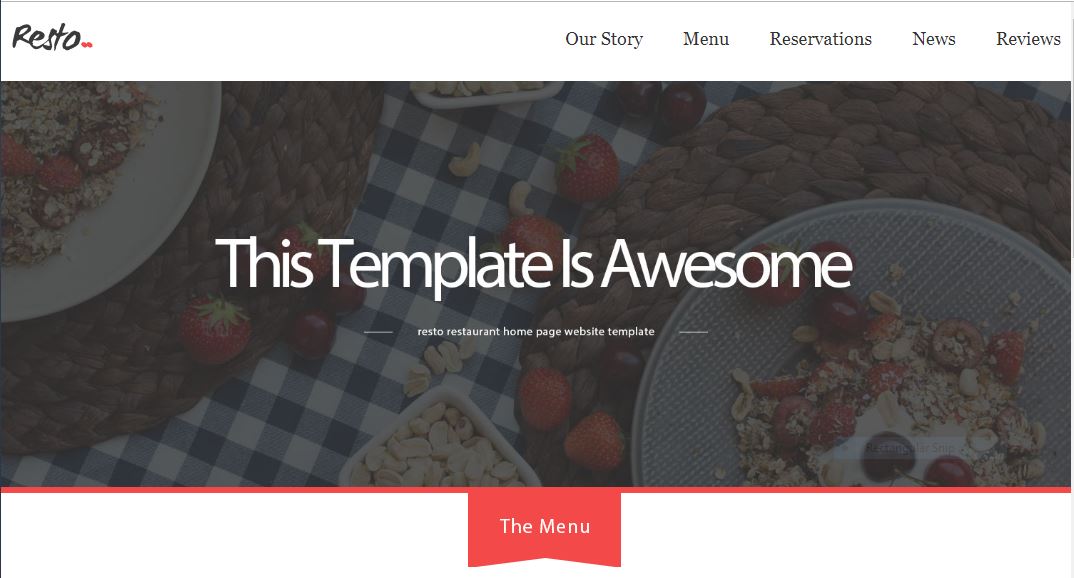 Resto
Our Story Menu Reservations News Reviews
This Template Is Awesome
resto restaurant home page website template
Rectangular Snip
The Menu